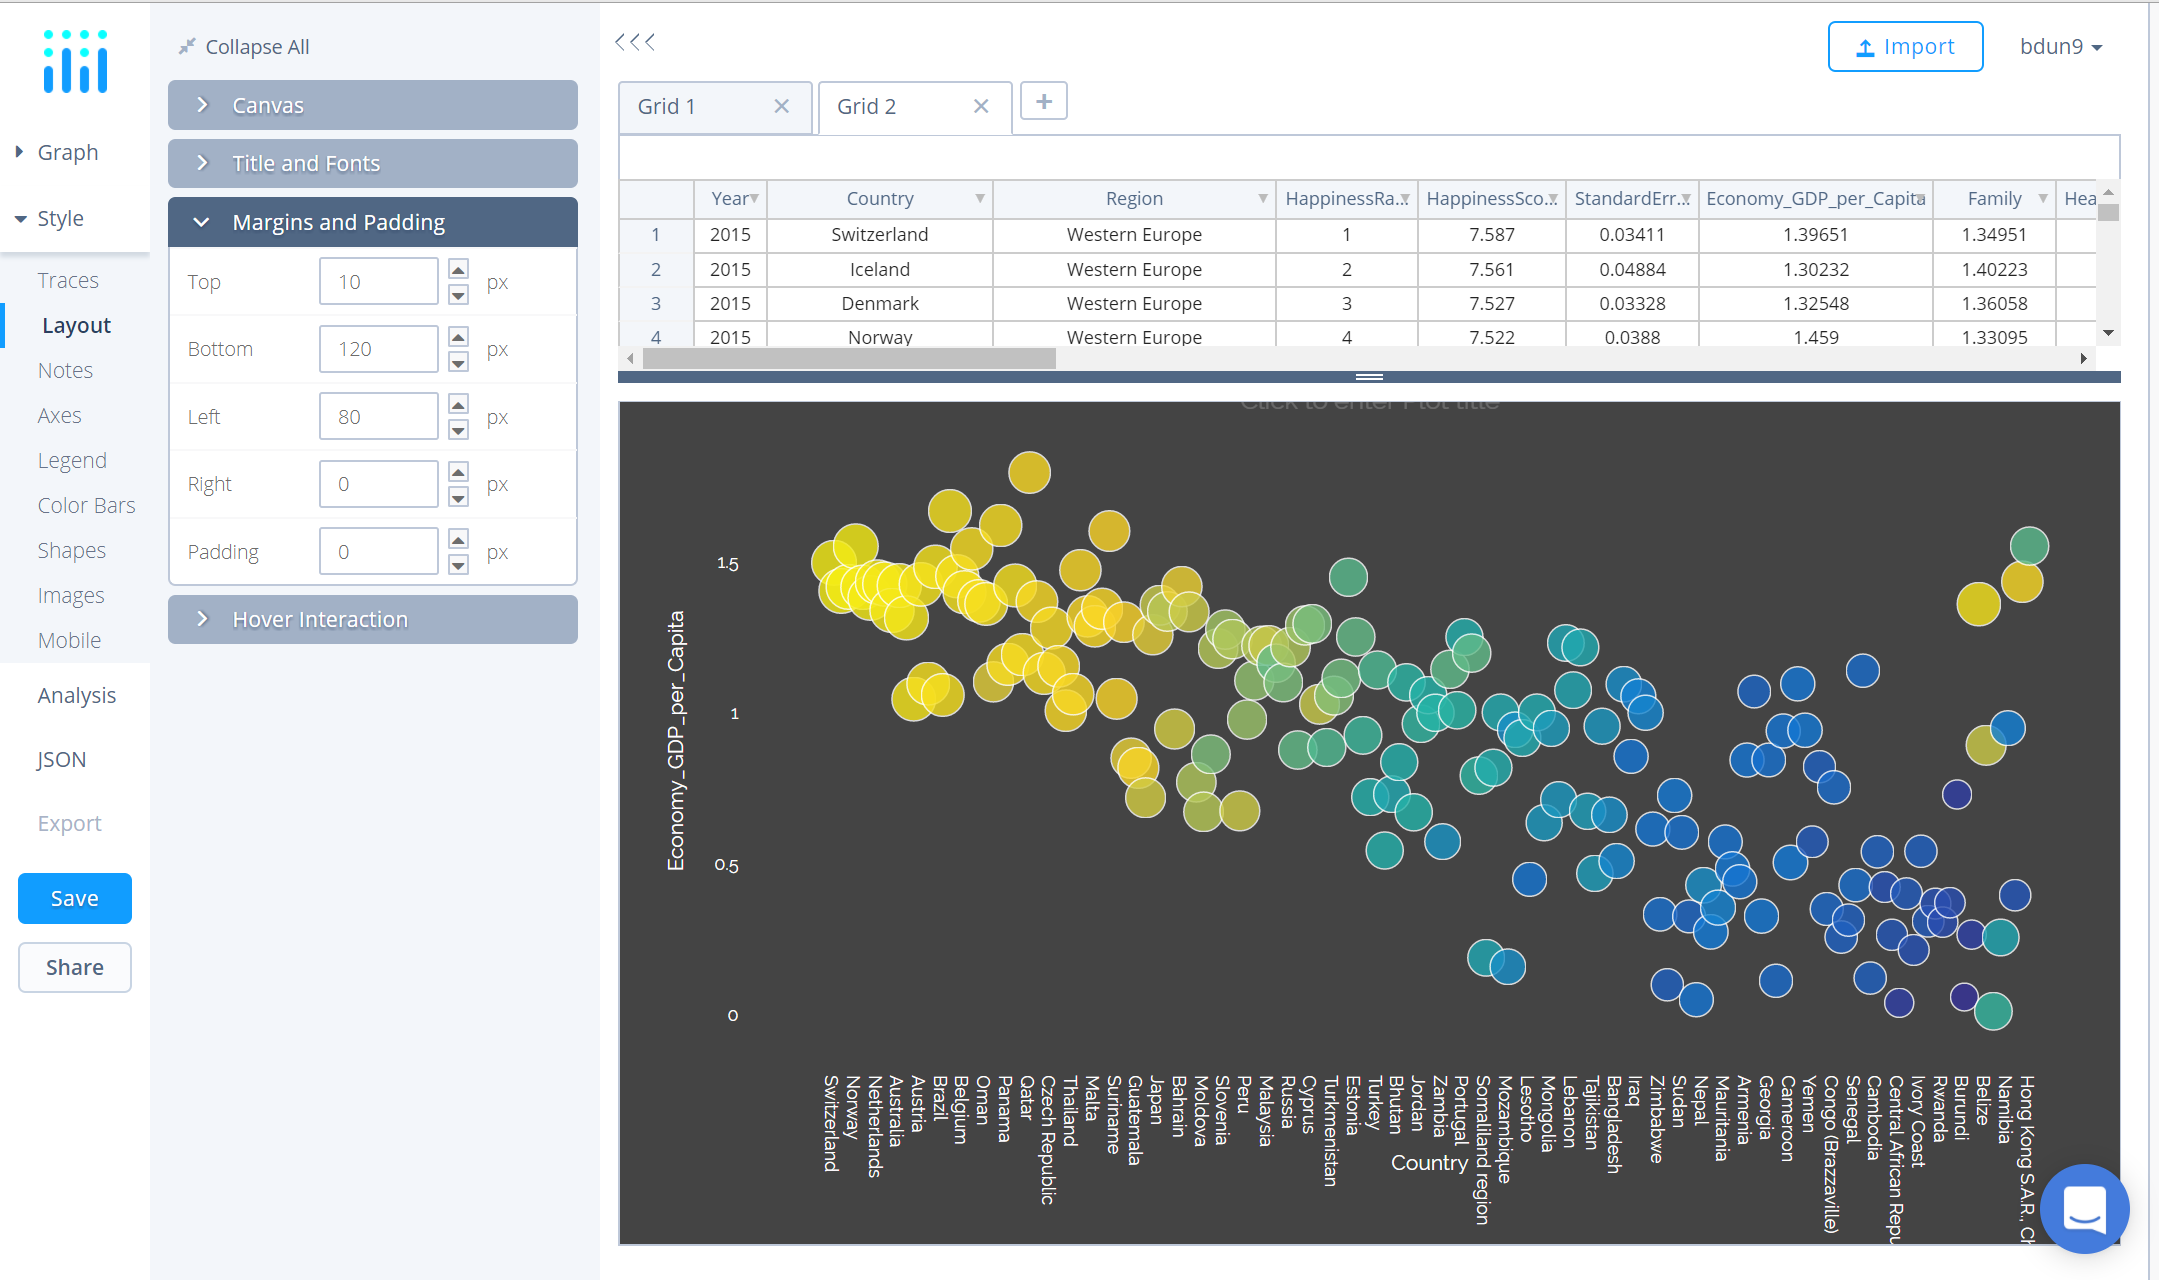 Collapse All
Canvas
Title and Fonts
Margins and Padding
Top 10 px
Bottom 120 px
Left 80 px
Right 0 px
Padding 0 px
Hover Interaction
Graph
Style
Traces
Layout
Notes
Axes
Legend
Color Bars
Shapes
Images
Mobile
Analysis
JSON
Export
Save
Share
Import
bdun9
Grid 1
Grid 2
Year Country Region HappinessRa... HappinessSco... StandardErr... Economy_GDP_per_Capita Family Hea
1 2015 Switzerland Western Europe 1 7.587 0.03411 1.39651 1.34951
2 2015 Iceland Western Europe 2 7.561 0.04884 1.30232 1.40223
3 2015 Denmark Western Europe 3 7.527 0.03328 1.32548 1.36058
4 2015 Norway Western Europe 4 7.522 0.0388 1.459 1.33095
Click to enter Plot title
Economy_GDP_per_Capita
1.5
1
0.5
0
Switzerland
Norway
Netherlands
Australia
Austria
Brazil
Belgium
Oman
Panama
Qatar
Czech Republic
Thailand
Malta
Suriname
Guatemala
Japan
Bahrain
Moldova
Slovenia
Peru
Malaysia
Russia
Cyprus
Turkmenistan
Estonia
Turkey
Bhutan
Jordan
Zambia
Portugal
Somaliland region
Mozambique
Lesotho
Mongolia
Lebanon
Tajikistan
Bangladesh
Iraq
Zimbabwe
Sudan
Nepal
Mauritania
Armenia
Georgia
Cameroon
Yemen
Congo (Brazzaville)
Senegal
Cambodia
Central African Repu
Ivory Coast
Rwanda
Burundi
Belize
Namibia
Hong Kong S.A.R., Ch
Country